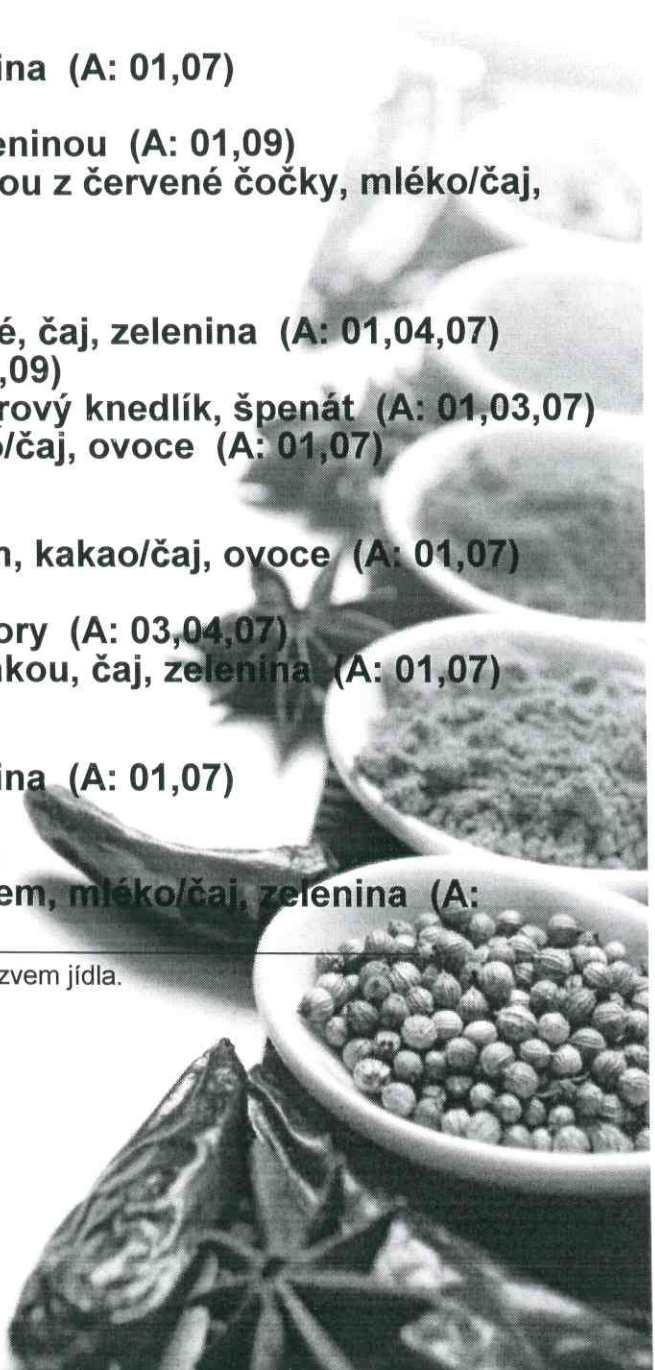 ina (A: 01,07)
eninou (A: 01,09)
ou z červené čočky, mléko/čaj,
é, čaj, zelenina (A: 01,04,07)
,09)
rový knedlík, špenát (A: 01,03,07)
o/čaj, ovoce (A: 01,07)
m, kakao/čaj, ovoce (A: 01,07)
ory (A: 03,04,07)
nkou, čaj, zelenina (A: 01,07)
ina (A: 01,07)
em, mléko/čaj, zelenina (A:
zvem jídla.